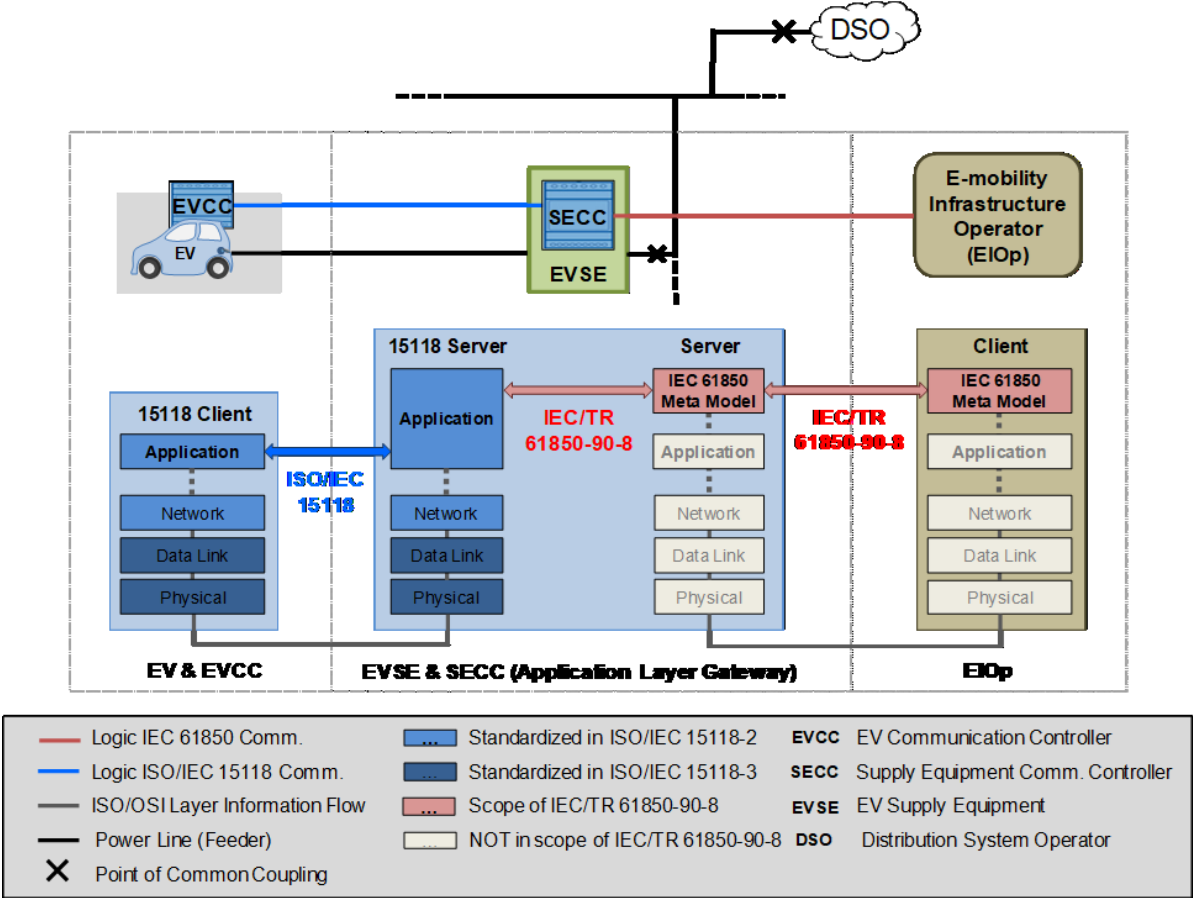 DSO
EVCC
EV
SECC
EVSE
E-mobility
Infrastructure
Operator
(EIOp)
15118 Client
Application
Network
Data Link
Physical
ISO/IEC
15118
15118 Server
Application
Network
Data Link
Physical
IEC/TR
61850-90-8
Server
IEC 61850
Meta Model
Application
Network
Data Link
Physical
IEC/TR
61850-90-8
Client
IEC 61850
Meta Model
Application
Network
Data Link
Physical
EV & EVCC
EVSE & SECC (Application Layer Gateway)
EIOp
Logic IEC 61850 Comm.
Logic ISO/IEC 15118 Comm.
ISO/OSI Layer Information Flow
Power Line (Feeder)
Point of Common Coupling
... Standardized in ISO/IEC 15118-2
... Standardized in ISO/IEC 15118-3
... Scope of IEC/TR 61850-90-8
... NOT in scope of IEC/TR 61850-90-8
EVCC EV Communication Controller
SECC Supply Equipment Comm. Controller
EVSE EV Supply Equipment
DSO Distribution System Operator